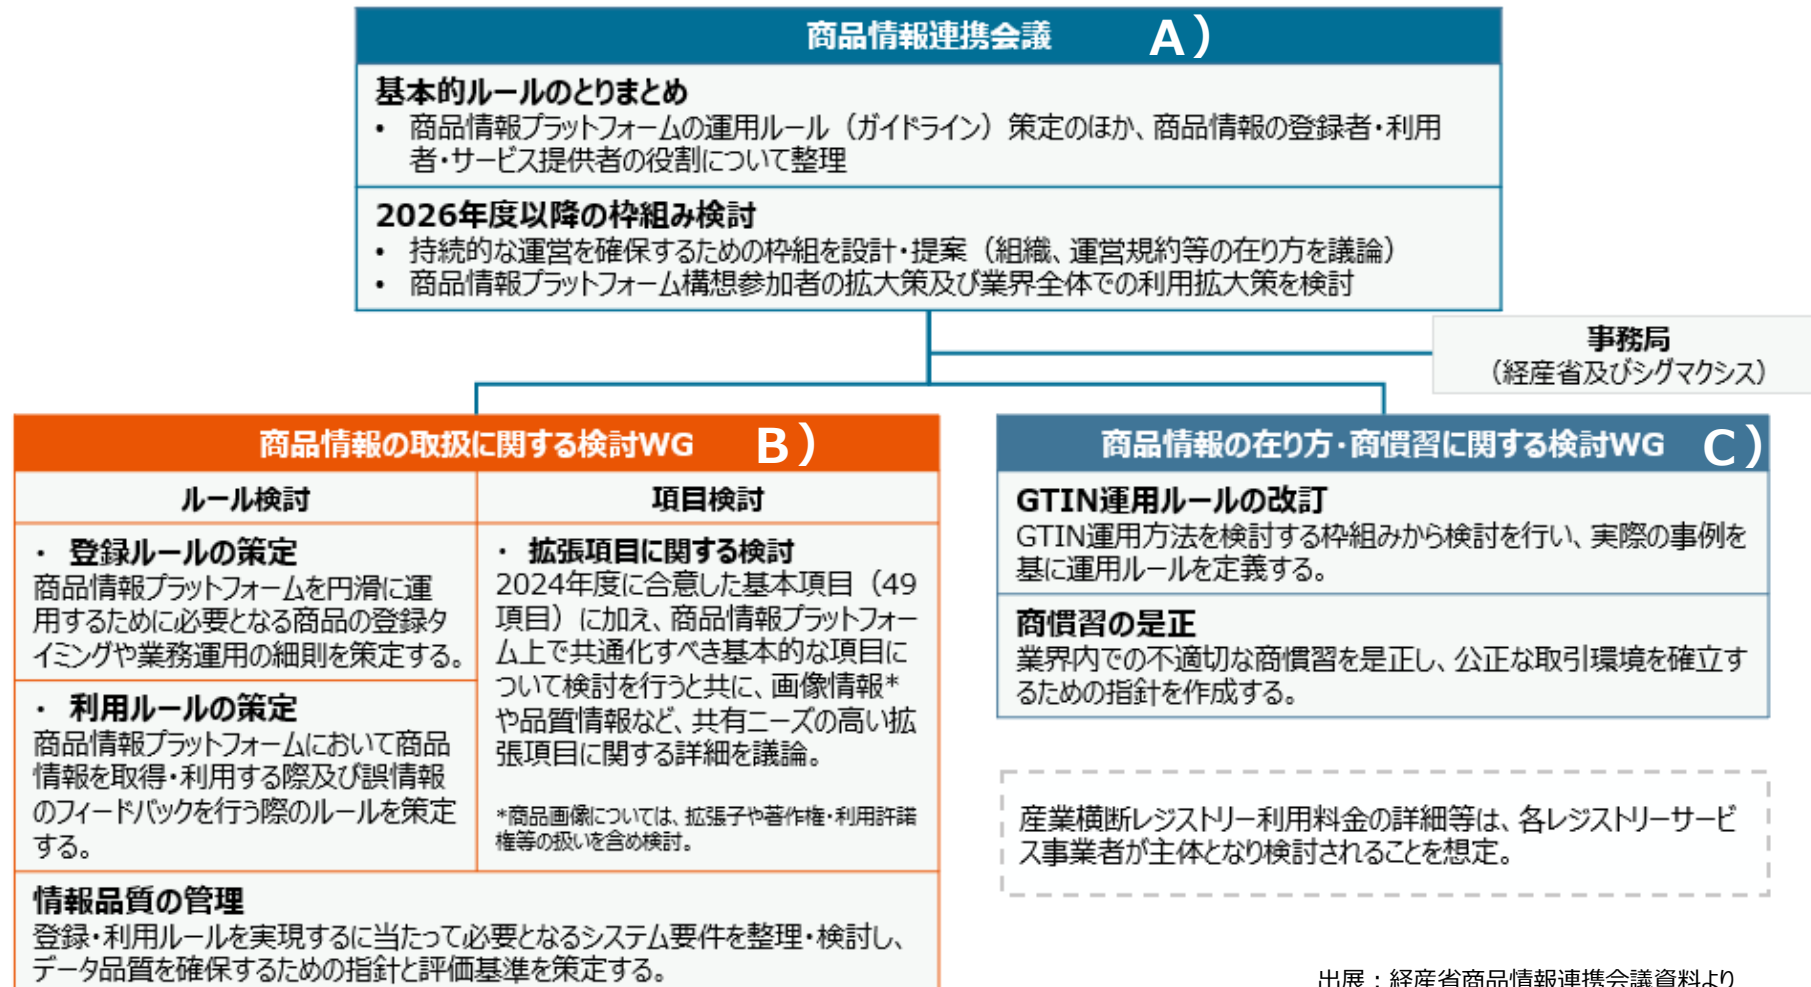 商品情報連携会議 A）
基本的ルールのとりまとめ
• 商品情報プラットフォームの運用ルール（ガイドライン）策定のほか、商品情報の登録者・利用
者・サービス提供者の役割について整理
2026年度以降の枠組み検討
• 持続的な運営を確保するための枠組を設計・提案（組織、運営規約等の在り方を議論）
• 商品情報プラットフォーム構想参加者の拡大策及び業界全体での利用拡大策を検討
事務局
（経産省及びシグマクシス）
商品情報の取扱に関する検討WG B）
ルール検討
・ 登録ルールの策定
商品情報プラットフォームを円滑に運
用するために必要となる商品の登録タ
イミングや業務運用の細則を策定する。
・ 利用ルールの策定
商品情報プラットフォームにおいて商品
情報を取得・利用する際及び誤情報
のフィードバックを行う際のルールを策定
する。
項目検討
・ 拡張項目に関する検討
2024年度に合意した基本項目（49
項目）に加え、商品情報プラットフォー
ム上で共通化すべき基本的な項目に
ついて検討を行うと共に、画像情報*
や品質情報など、共有ニーズの高い拡
張項目に関する詳細を議論。
*商品画像については、拡張子や著作権・利用許諾
権等の扱いを含め検討。
情報品質の管理
登録・利用ルールを実現するに当たって必要となるシステム要件を整理・検討し、
データ品質を確保するための指針と評価基準を策定する。
商品情報の在り方・商慣習に関する検討WG C）
GTIN運用ルールの改訂
GTIN運用方法を検討する枠組みから検討を行い、実際の事例を
基に運用ルールを定義する。
商慣習の是正
業界内での不適切な商慣習を是正し、公正な取引環境を確立す
るための指針を作成する。
産業横断レジストリー利用料金の詳細等は、各レジストリーサービ
ス事業者が主体となり検討されることを想定。
出展：経産省商品情報連携会議資料より